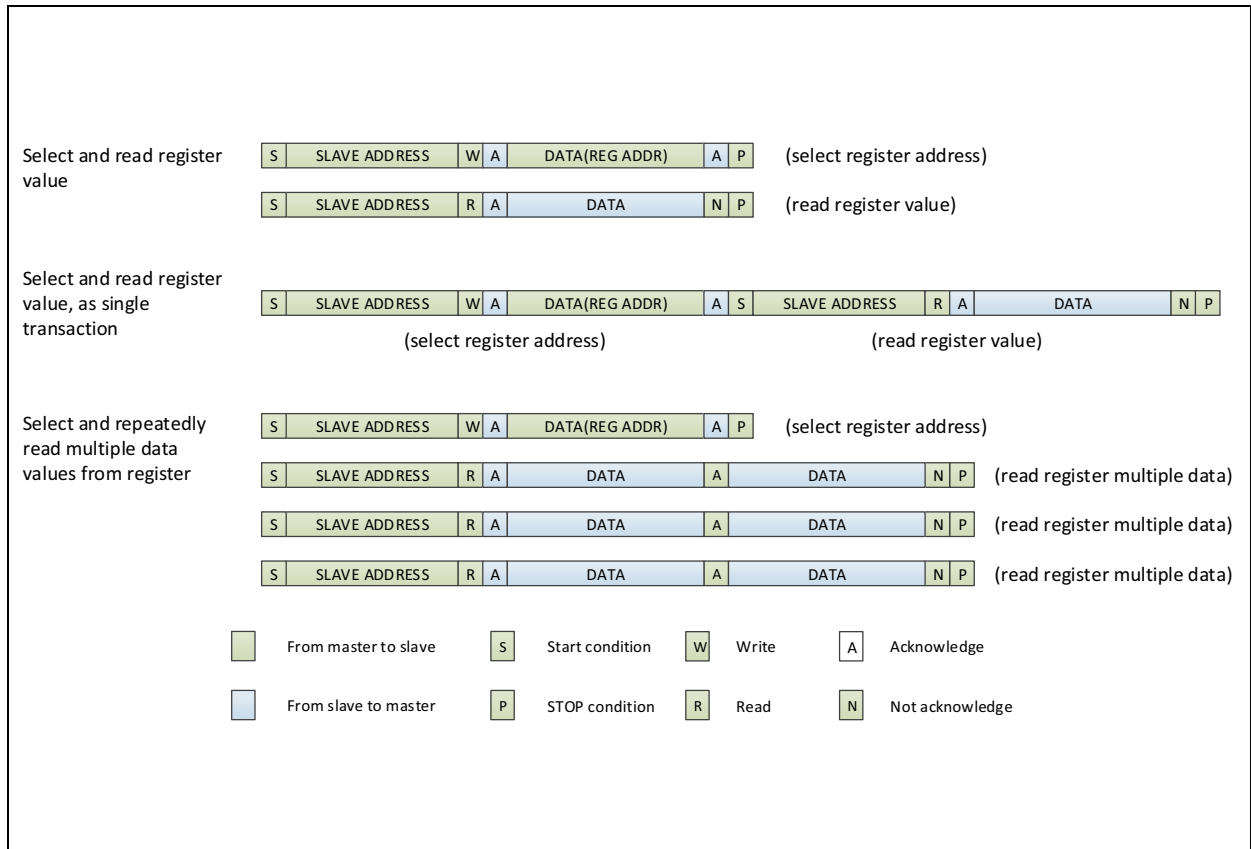 Select and read register
value
S SLAVE ADDRESS W A DATA(REG ADDR) A P (select register address)
S SLAVE ADDRESS R A DATA N P (read register value)
Select and read register
value, as single
transaction
S SLAVE ADDRESS W A DATA(REG ADDR) A S SLAVE ADDRESS R A DATA N P
(select register address) (read register value)
Select and repeatedly
read multiple data
values from register
S SLAVE ADDRESS W A DATA(REG ADDR) A P (select register address)
S SLAVE ADDRESS R A DATA A DATA N P (read register multiple data)
S SLAVE ADDRESS R A DATA A DATA N P (read register multiple data)
S SLAVE ADDRESS R A DATA A DATA N P (read register multiple data)
From master to slave S Start condition W Write A Acknowledge
From slave to master P STOP condition R Read N Not acknowledge